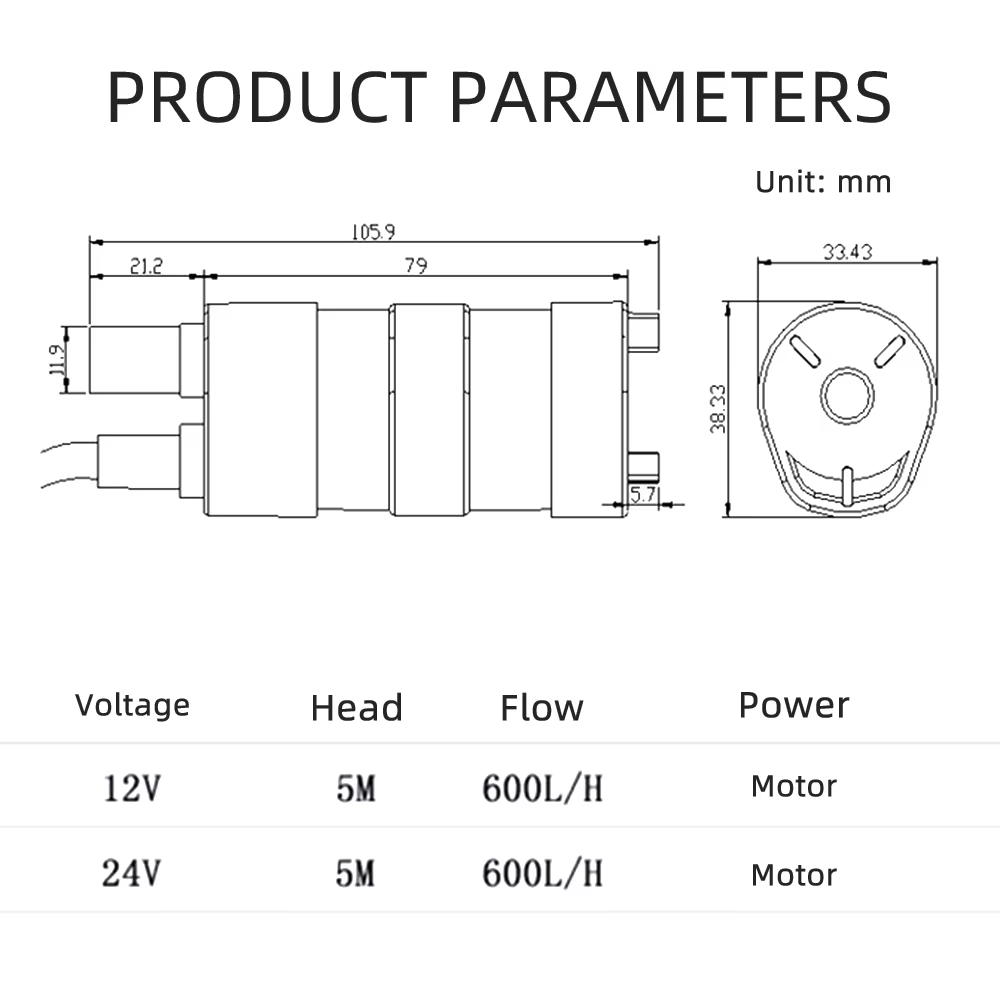 PRODUCT PARAMETERS
Unit: mm
105.9
21.2 79
33.43
11.9
38.33
5.7
Voltage Head Flow Power
12V 5M 600L/H Motor
24V 5M 600L/H Motor